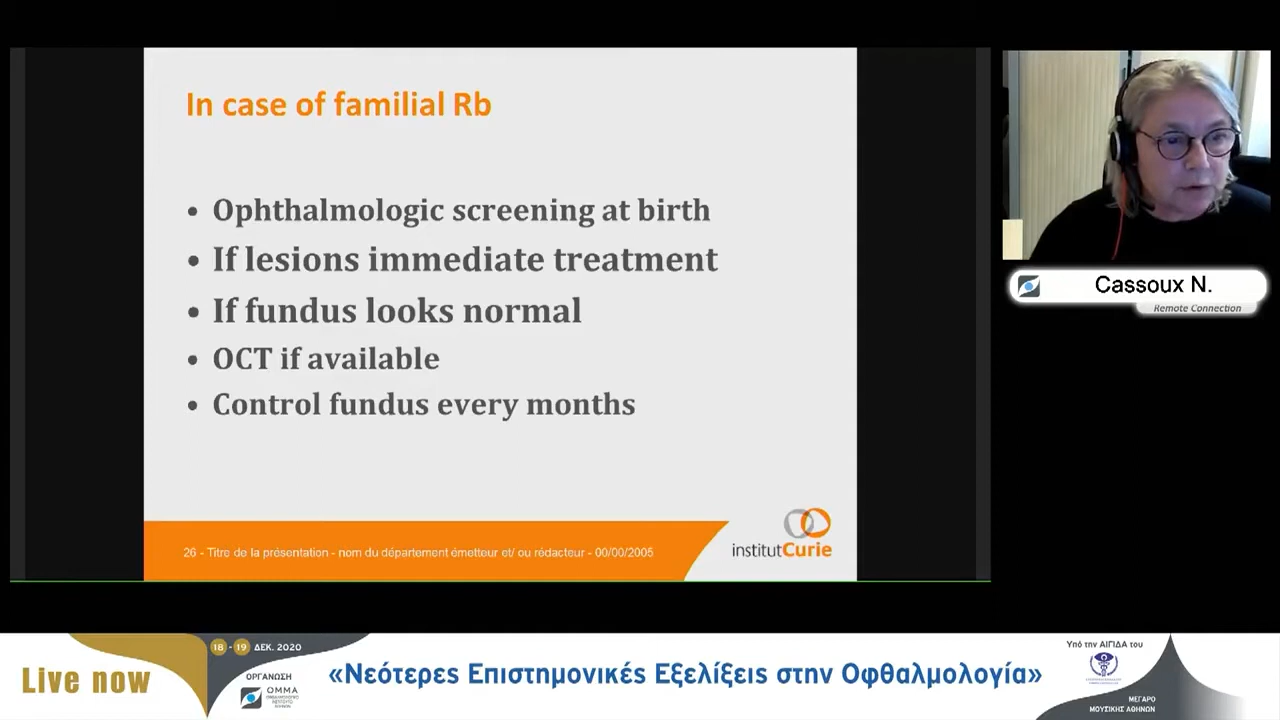 In case of familial Rb
• Ophthalmologic screening at birth
• If lesions immediate treatment
• If fundus looks normal
• OCT if available
• Control fundus every months
26 - Titre de la présentation - nom du département émetteur et/ ou rédacteur - 00/00/2005
institutCurie
Cassoux N.
Remote Connection
Live now
18 - 19 ΔΕΚ. 2020
ΟΡΓΑΝΩΣΗ
OMMA
«Νεότερες Επιστημονικές Εξελίξεις στην Οφθαλμολογία»
Υπό την ΑΙΓΙΔΑ του
ΜΕΓΑΡΟ
ΜΟΥΣΙΚΗΣ ΑΘΗΝΩΝ